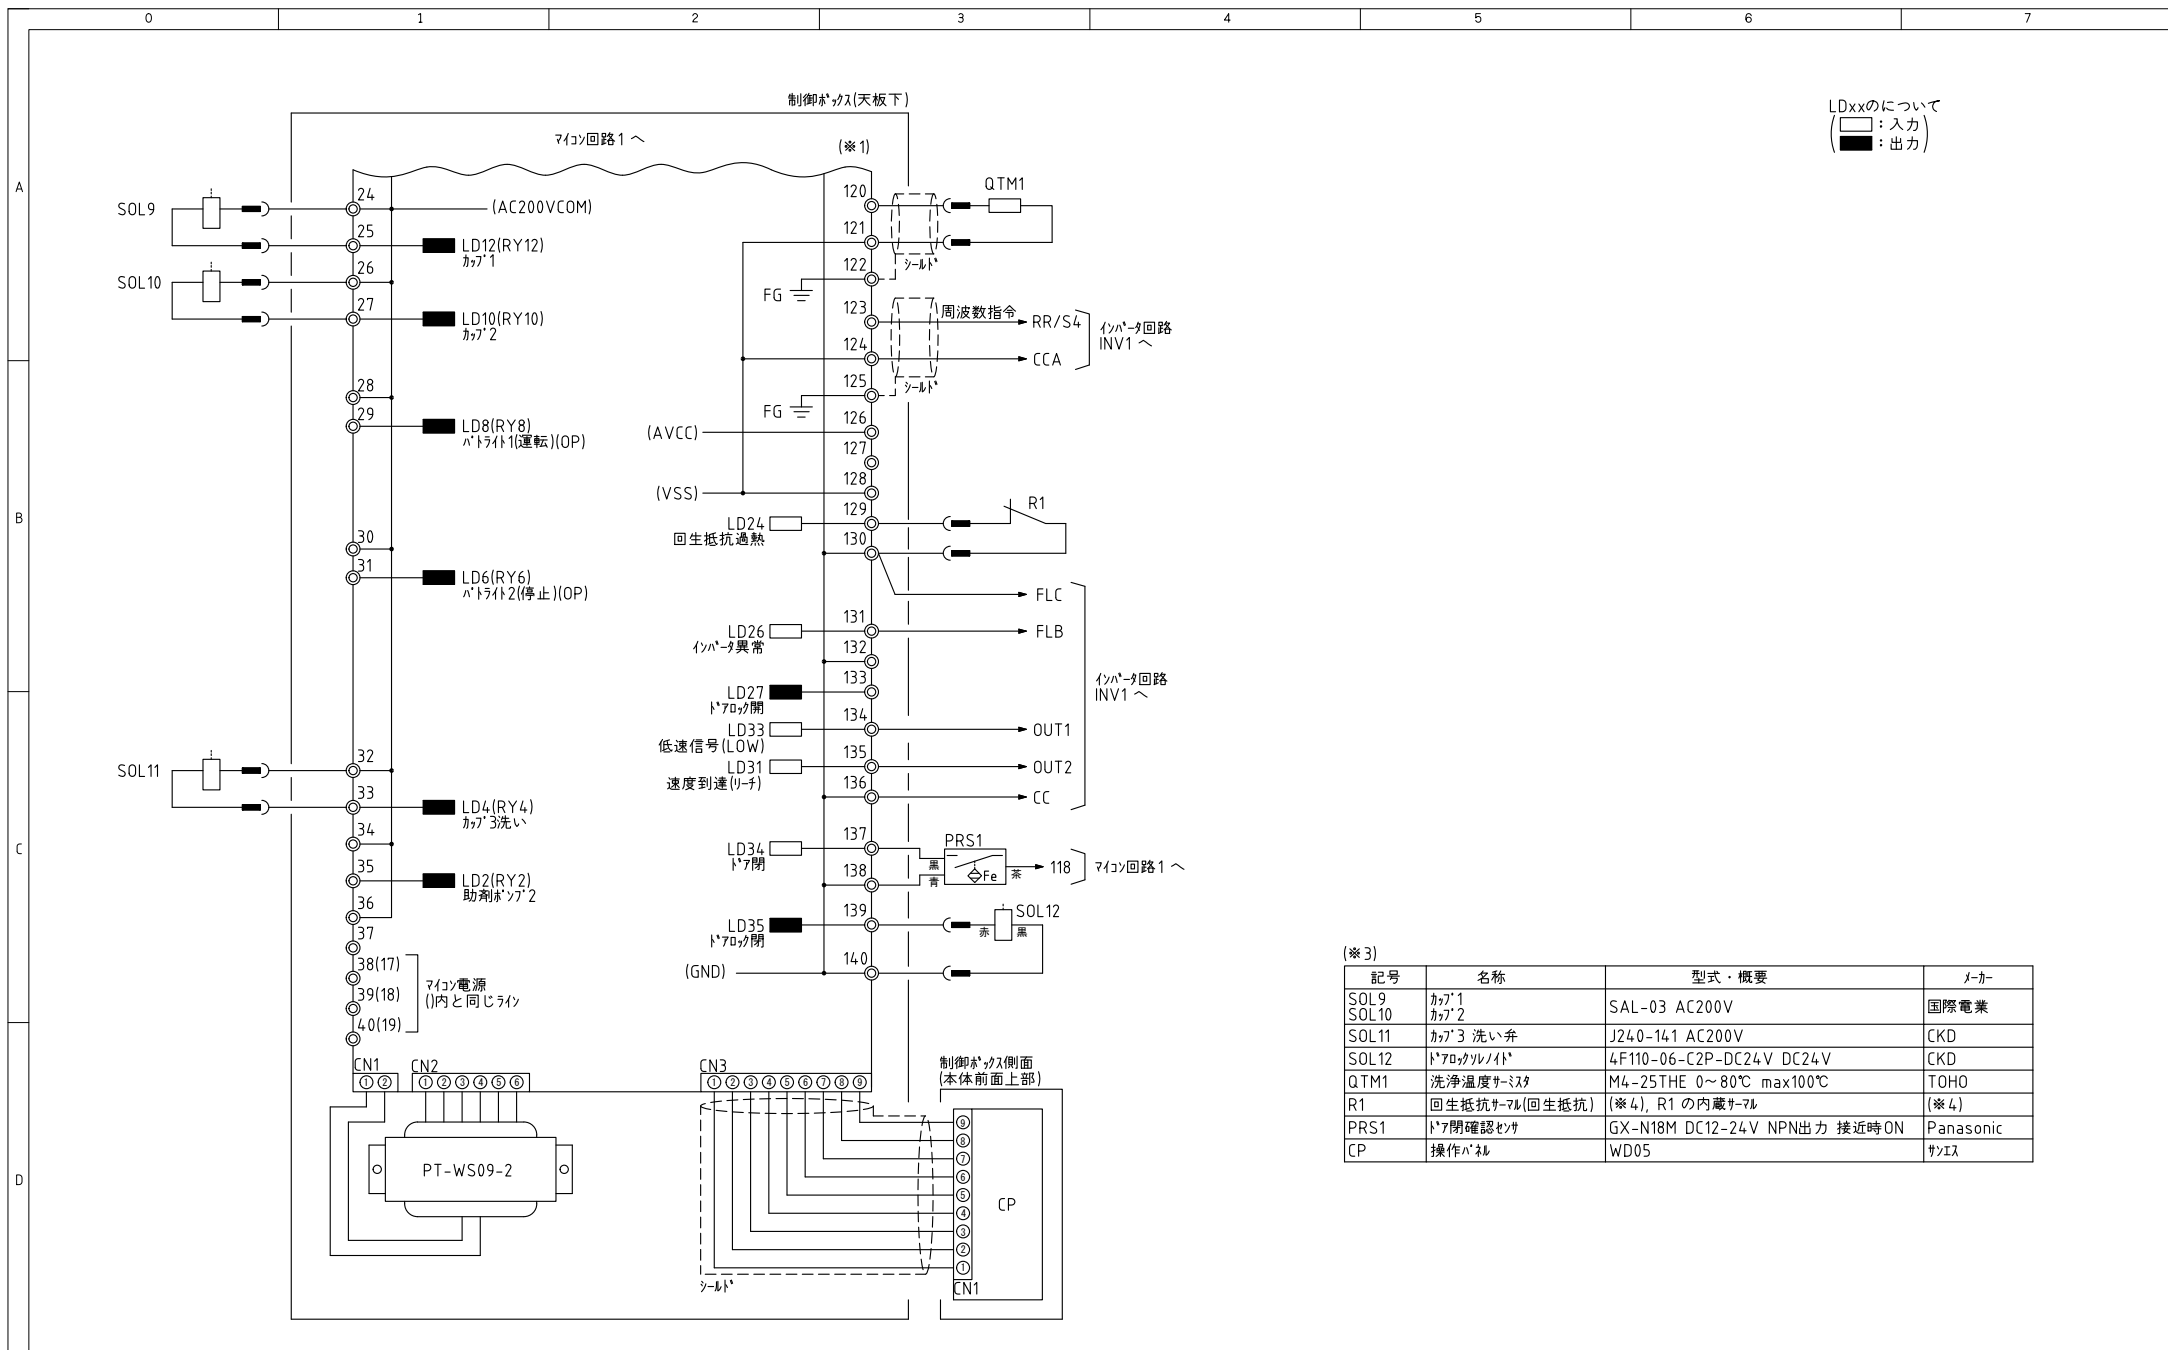 0 1 2 3 4 5 6 7
A
B
C
D
制御ﾎﾞｯｸｽ(天板下)
ﾏｲｺﾝ回路1 へ
(※1)
LDxxのについて
：入力
：出力
SOL9
24
(AC200VCOM)
25
LD12(RY12)
ｶｯﾌﾟ1
SOL10
26
27
LD10(RY10)
ｶｯﾌﾟ2
28
29
LD8(RY8)
ﾊﾟﾄﾗｲﾄ1(運転)(OP)
30
31
LD6(RY6)
ﾊﾟﾄﾗｲﾄ2(停止)(OP)
SOL11
32
33
LD4(RY4)
ｶｯﾌﾟ3洗い
34
35
LD2(RY2)
助剤ﾎﾟﾝﾌﾟ2
36
37
38(17)
39(18)
40(19)
ﾏｲｺﾝ電源
()内と同じﾗｲﾝ
120
QTM1
121
122
ｼｰﾙﾄﾞ
FG
123
周波数指令
RR/S4
124
CCA
ｲﾝﾊﾞｰﾀ回路
INV1 へ
125
ｼｰﾙﾄﾞ
FG
126
(AVCC)
127
128
(VSS)
129
R1
LD24
回生抵抗過熱
130
FLC
131
LD26
ｲﾝﾊﾞｰﾀ異常
FLB
132
133
LD27
ﾄﾞｱﾛｯｸ開
134
LD33
低速信号(LOW)
OUT1
135
LD31
速度到達(ﾘｰﾁ)
OUT2
136
CC
ｲﾝﾊﾞｰﾀ回路
INV1 へ
137
LD34
ﾄﾞｱ閉
PRS1
黒
Fe
茶
118
ﾏｲｺﾝ回路1 へ
138
青
139
LD35
ﾄﾞｱﾛｯｸ閉
赤
黒
SOL12
140
(GND)
CN1
①②
CN2
①②③④⑤⑥
CN3
①②③④⑤⑥⑦⑧⑨
PT-WS09-2
ｼｰﾙﾄﾞ
制御ﾎﾞｯｸｽ側面
(本体前面上部)
⑨
⑧
⑦
⑥
⑤
④
③
②
①
CP
CN1
(※3)
記号 名称 型式・概要 ﾒｰｶｰ
SOL9 ｶｯﾌﾟ1
SOL10 ｶｯﾌﾟ2
SAL-03 AC200V 国際電業
SOL11 ｶｯﾌﾟ3 洗い弁 J240-141 AC200V CKD
SOL12 ﾄﾞｱﾛｯｸｿﾚﾉｲﾄﾞ 4F110-06-C2P-DC24V DC24V CKD
QTM1 洗浄温度ｻｰﾐｽﾀ M4-25THE 0～80℃ max100℃ TOHO
R1 回生抵抗ｻｰﾏﾙ(回生抵抗) (※4), R1 の内蔵ｻｰﾏﾙ (※4)
PRS1 ﾄﾞｱ閉確認ｾﾝｻ GX-N18M DC12-24V NPN出力 接近時ON Panasonic
CP 操作ﾊﾟﾈﾙ WD05 ｻﾝｴｽ